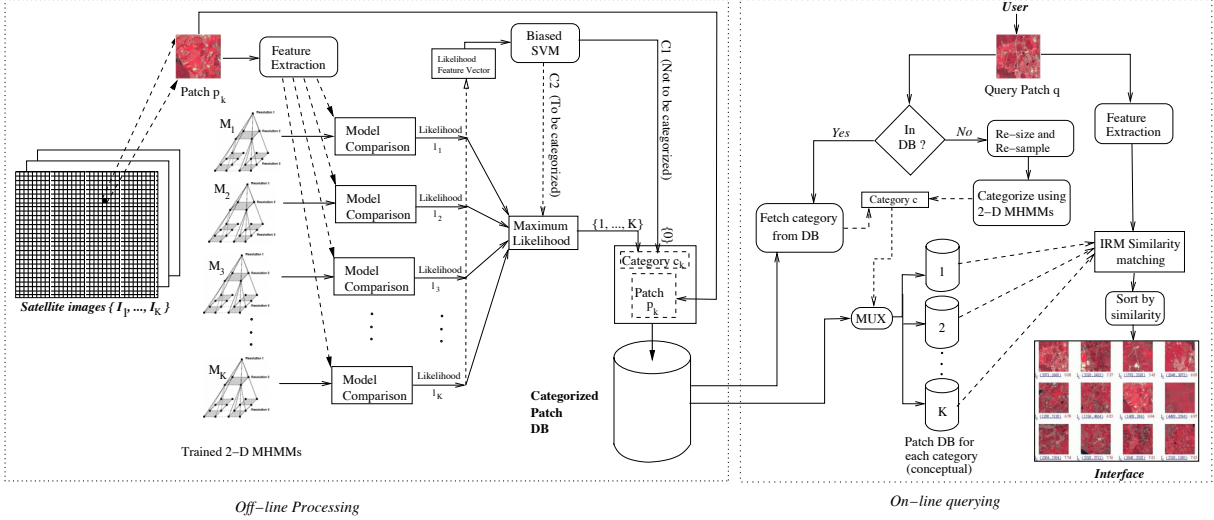 Patch p_k
Feature
Extraction
Likelihood
Feature Vector
Biased
SVM
C2 (To be categorized)
C1 (Not to be categorized)
{0}
M_1
Model
Comparison
Likelihood
l_1
M_2
Model
Comparison
Likelihood
l_2
M_3
Model
Comparison
Likelihood
l_3
M_K
Model
Comparison
Likelihood
l_K
Maximum
Likelihood
{1, ..., K}
Category c_k
Patch
p_k
Satellite images { I_1, ..., I_K }
Trained 2−D MHMMs
Categorized
Patch
DB
Off−line Processing
User
Query Patch q
In
DB ?
Yes
No
Re−size and
Re−sample
Feature
Extraction
Categorize using
2−D MHMMs
Category c
Fetch category
from DB
MUX
1
2
K
Patch DB for
each category
(conceptual)
IRM Similarity
matching
Sort by
similarity
Interface
On−line querying